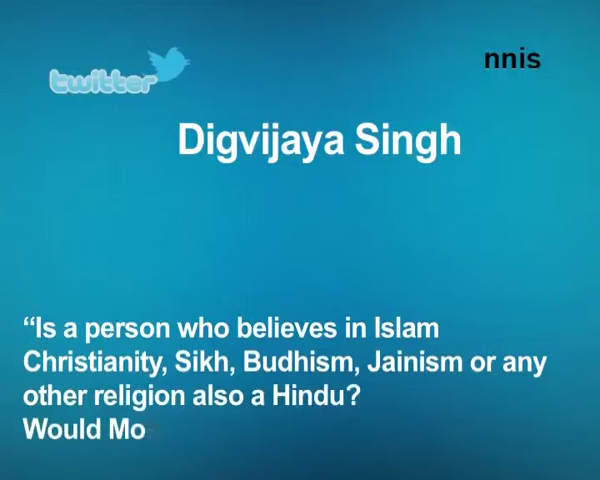 twitter
nnis
Digvijaya Singh
“Is a person who believes in Islam
Christianity, Sikh, Budhism, Jainism or any
other religion also a Hindu?
Would Mo